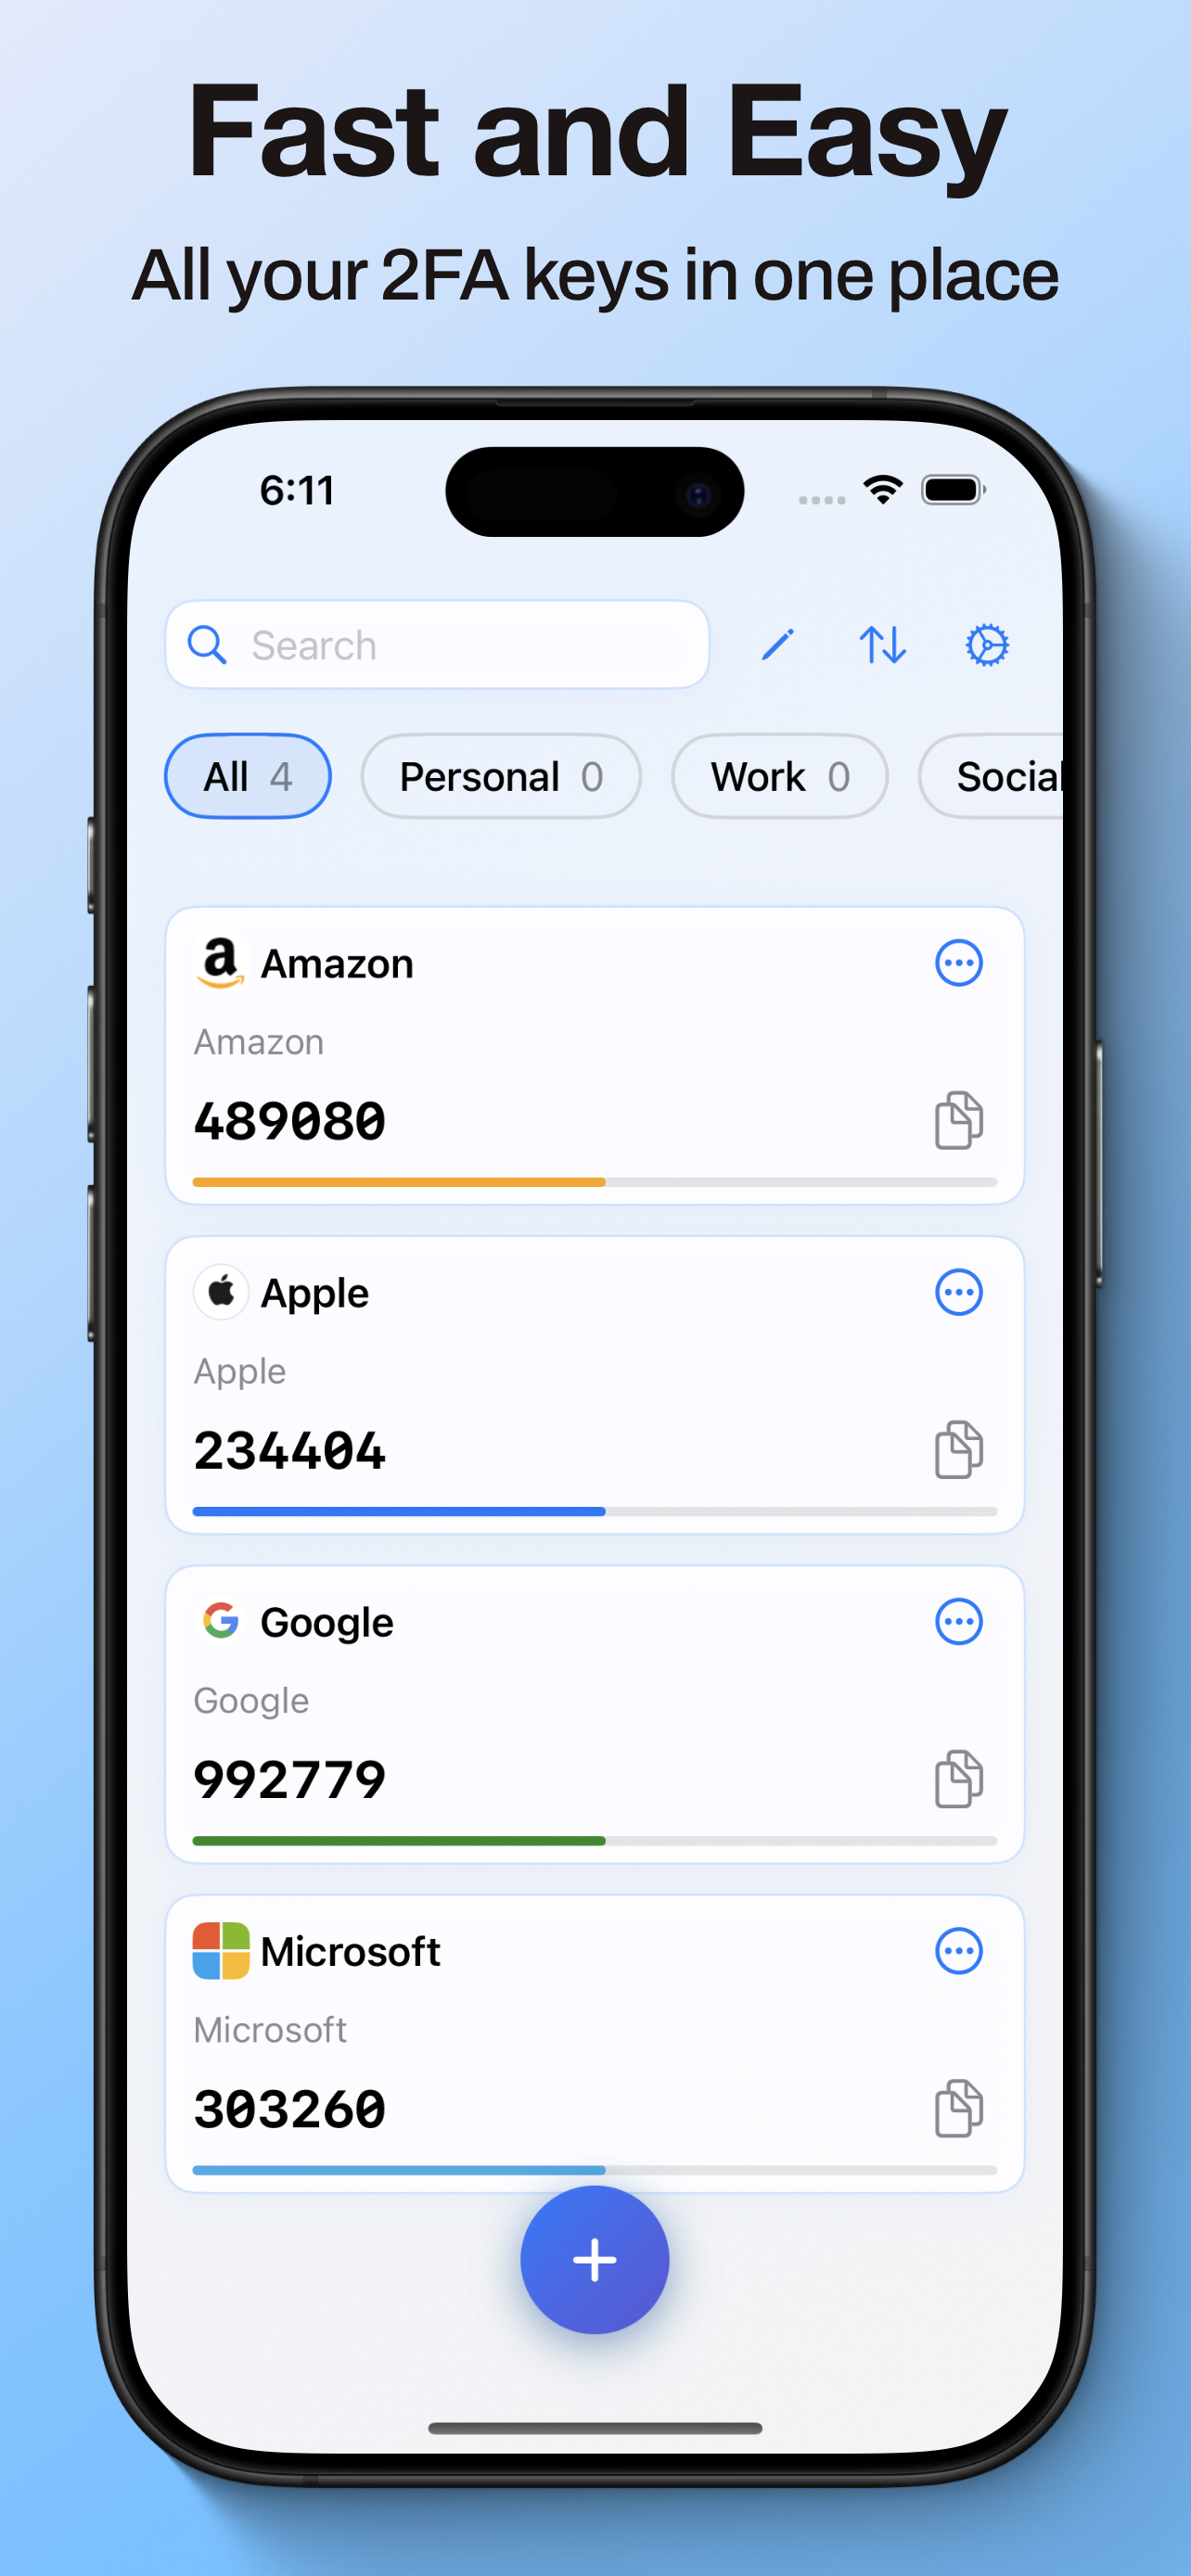 Fast and Easy
All your 2FA keys in one place
6:11
Search
All 4 Personal 0 Work 0 Social
Amazon
Amazon
489080
Apple
Apple
234404
Google
Google
992779
Microsoft
Microsoft
303260